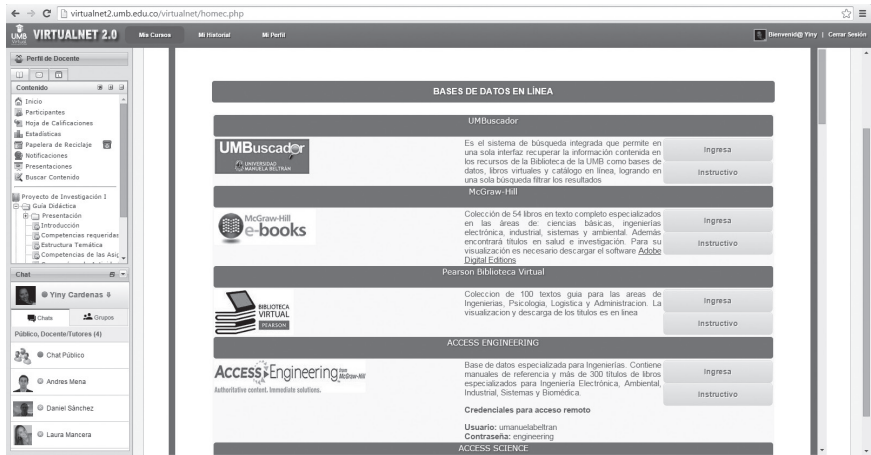 virtualnet2.umb.edu.co/virtualnet/homec.php
UMB
Virtual
VIRTUALNET 2.0
Mis Cursos
Mi Historial
Mi Perfil
Bienvenid@ Yiny | Cerrar Sesión
Perfil de Docente
Contenido
Inicio
Participantes
Hoja de Calificaciones
Estadísticas
Papelera de Reciclaje
Notificaciones
Presentaciones
Buscar Contenido
Proyecto de Investigación I
Guía Didáctica
Presentación
Introducción
Competencias requeridas
Estructura Temática
Competencias de las Asig
Chat
Yiny Cardenas
Chats
Grupos
Público, Docente/Tutores (4)
Chat Público
Andres Mena
Daniel Sánchez
Laura Mancera
BASES DE DATOS EN LÍNEA
UMBuscador
UMBuscador
UNIVERSIDAD
MANUELA BELTRÁN
Es el sistema de búsqueda integrada que permite en
una sola interfaz recuperar la información contenida en
los recursos de la Biblioteca de la UMB como bases de
datos, libros virtuales y catálogo en línea, logrando en
una sola búsqueda filtrar los resultados
Ingresa
Instructivo
McGraw-Hill
McGraw-Hill
e-books
Colección de 54 libros en texto completo especializados
en las áreas de: ciencias básicas, ingenierías
electrónica, industrial, sistemas y ambiental. Además
encontrará títulos en salud e investigación. Para su
visualización es necesario descargar el software Adobe
Digital Editions
Ingresa
Instructivo
Pearson Biblioteca Virtual
BIBLIOTECA
VIRTUAL
PEARSON
Coleccion de 100 textos guia para las areas de
Ingenierias, Psicologia, Logistica y Administracion. La
visualizacion y descarga de los titulos es en linea
Ingresa
Instructivo
ACCESS ENGINEERING
ACCESS Engineering from McGraw-Hill
Authoritative content. Immediate solutions.
Base de datos especializada para Ingenierías. Contiene
manuales de referencia y más de 300 títulos de libros
especializados para Ingeniería Electrónica, Ambiental,
Industrial, Sistemas y Biomédica.
Credenciales para acceso remoto
Usuario: umanuelabeltran
Contraseña: engineering
Ingresa
Instructivo
ACCESS SCIENCE